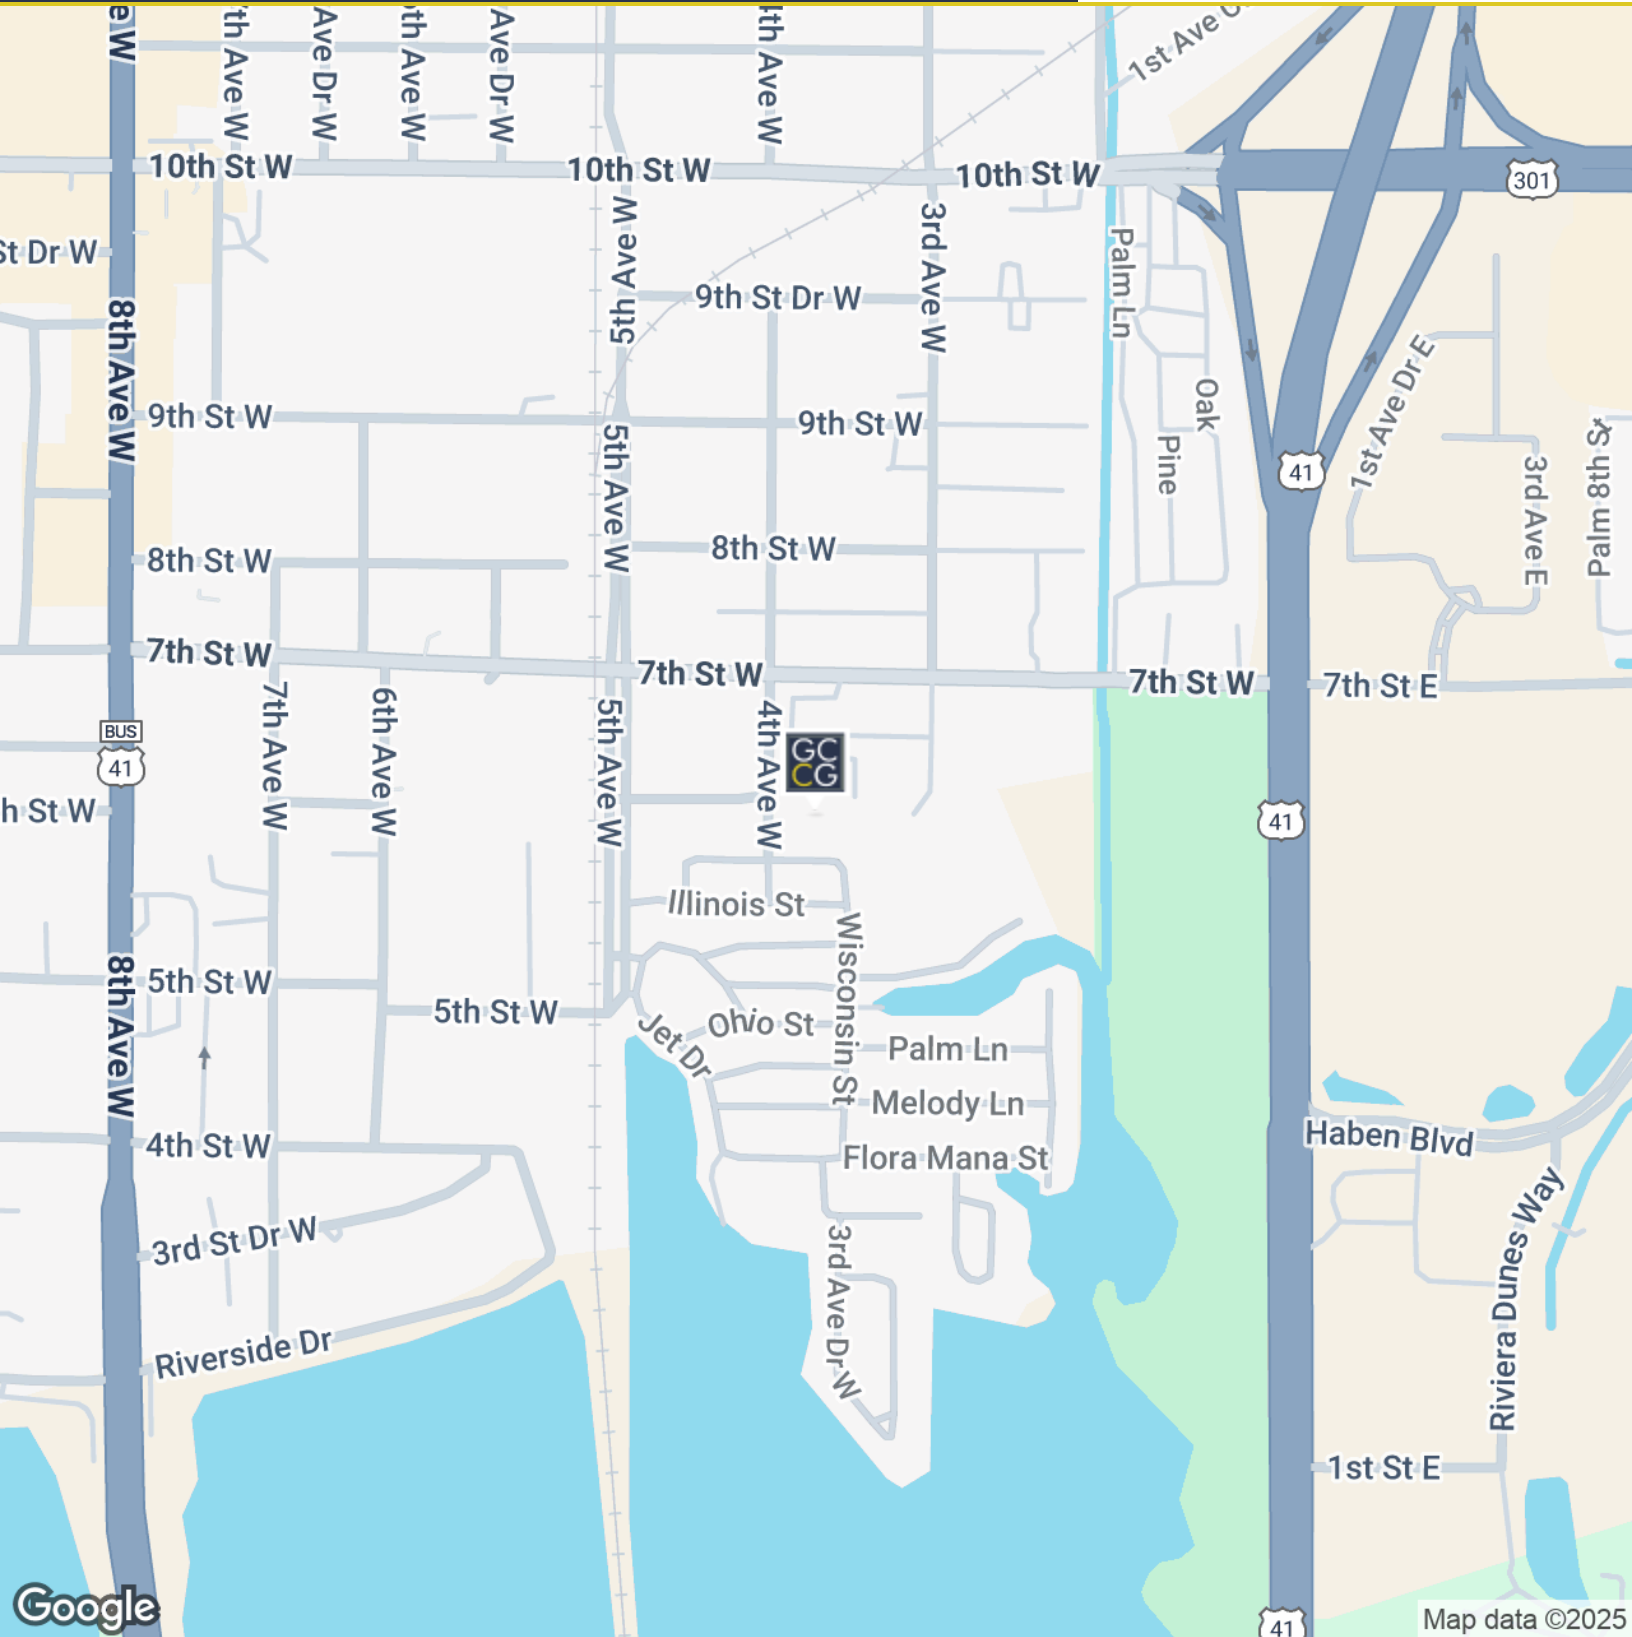 e W
7th Ave W
Ave Dr W
Ave W
Ave Dr W
4th Ave W
1st Ave
10th St W
10th St W
10th St W
301
St Dr W
5th Ave W
3rd Ave W
Palm Ln
9th St Dr W
8th Ave W
1st Ave Dr E
Oak
9th St W
9th St W
5th Ave W
Pine
41
3rd Ave E
Palm 8th S
8th St W
8th St W
7th St W
7th St W
7th St W
7th St E
7th Ave W
6th Ave W
5th Ave W
4th Ave W
BUS
41
GC
CG
h St W
41
Illinois St
Wisconsin St
8th Ave W
5th St W
5th St W
Jet Dr
Ohio St
Palm Ln
Melody Ln
Haben Blvd
4th St W
Flora Mana St
Riviera Dunes Way
3rd St Dr W
3rd Ave Dr W
Riverside Dr
1st St E
Google
41
Map data ©2025